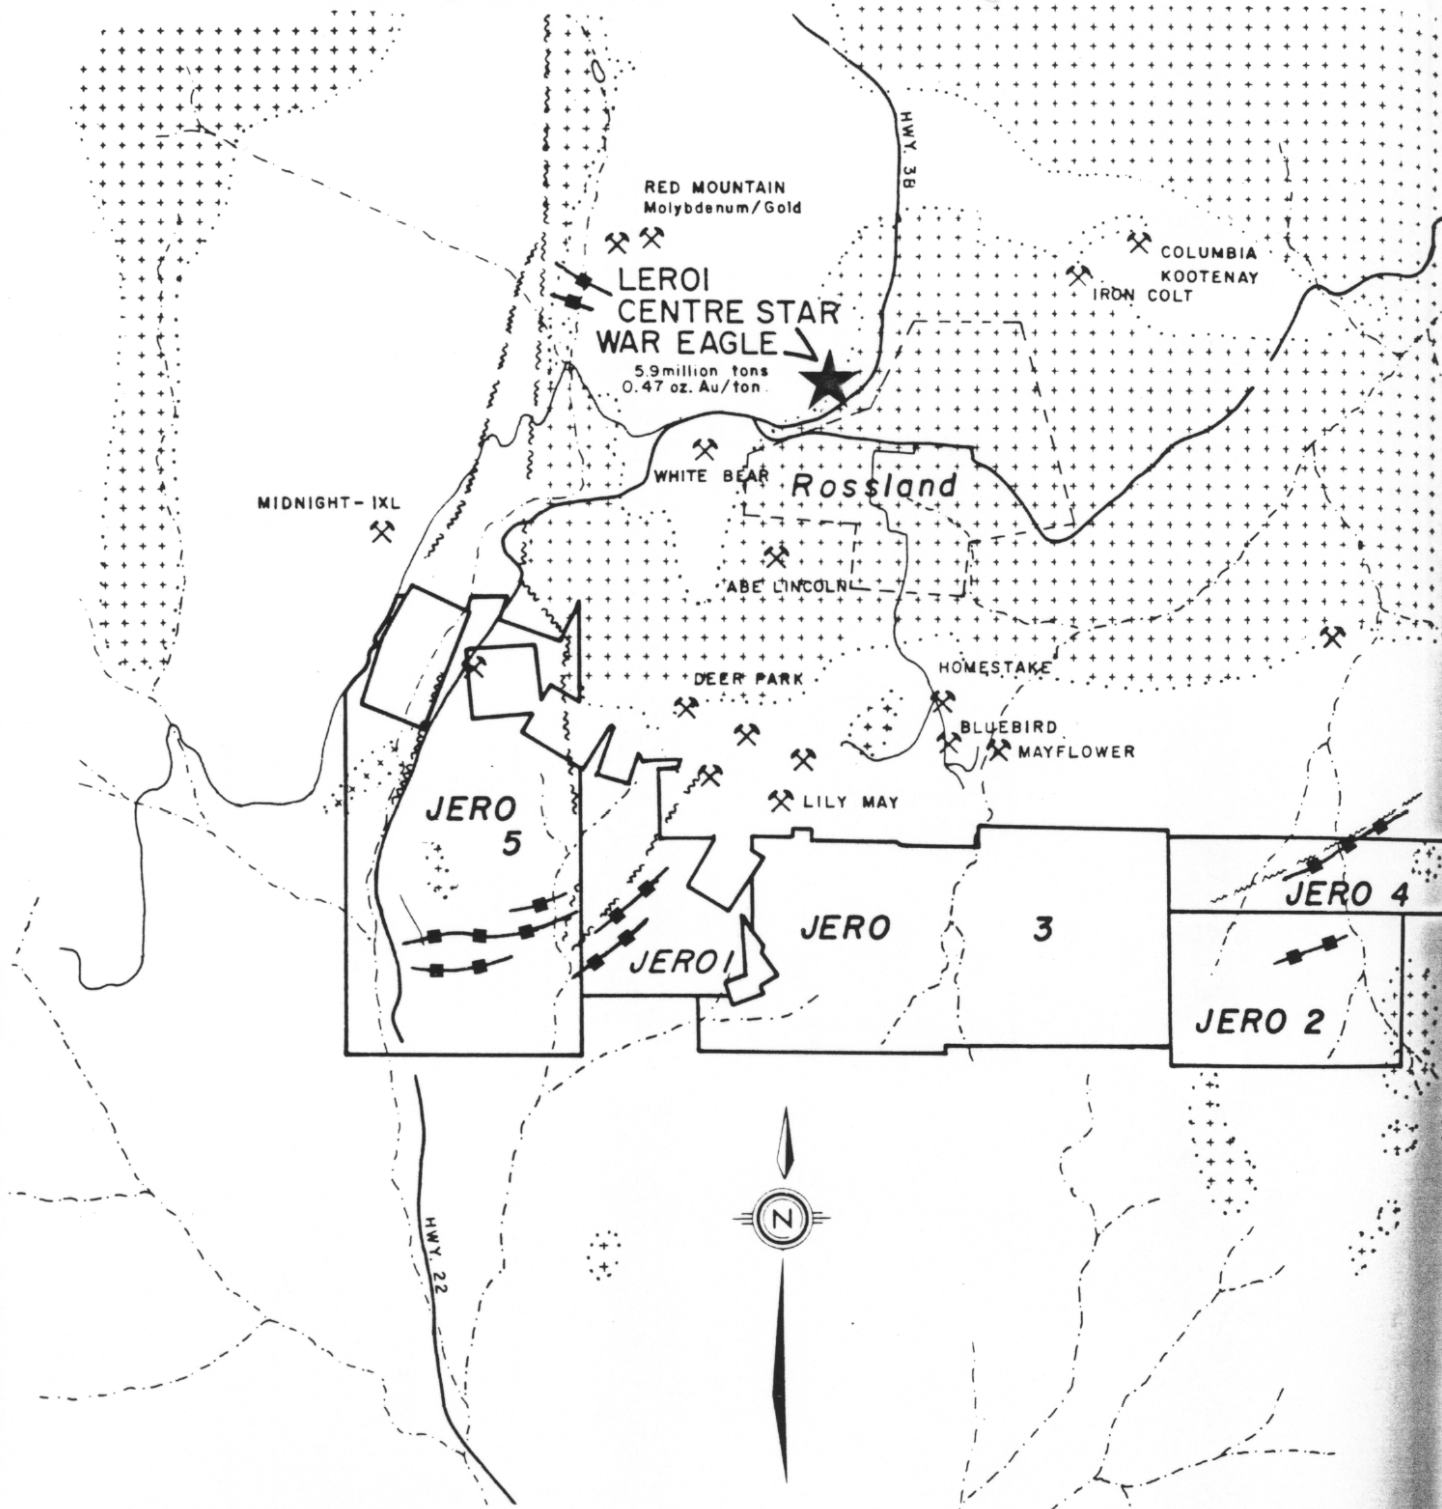 HWY. 3B
RED MOUNTAIN
Molybdenum/Gold
COLUMBIA
KOOTENAY
IRON COLT
LEROI
CENTRE STAR
WAR EAGLE
5.9 million tons
0.47 oz. Au/ton
WHITE BEAR
Rossland
MIDNIGHT-IXL
ABE LINCOLN
HOMESTAKE
DEER PARK
BLUEBIRD
MAYFLOWER
LILY MAY
JERO
5
JERO 4
JERO
3
JERO 1
JERO 2
N
HWY. 22